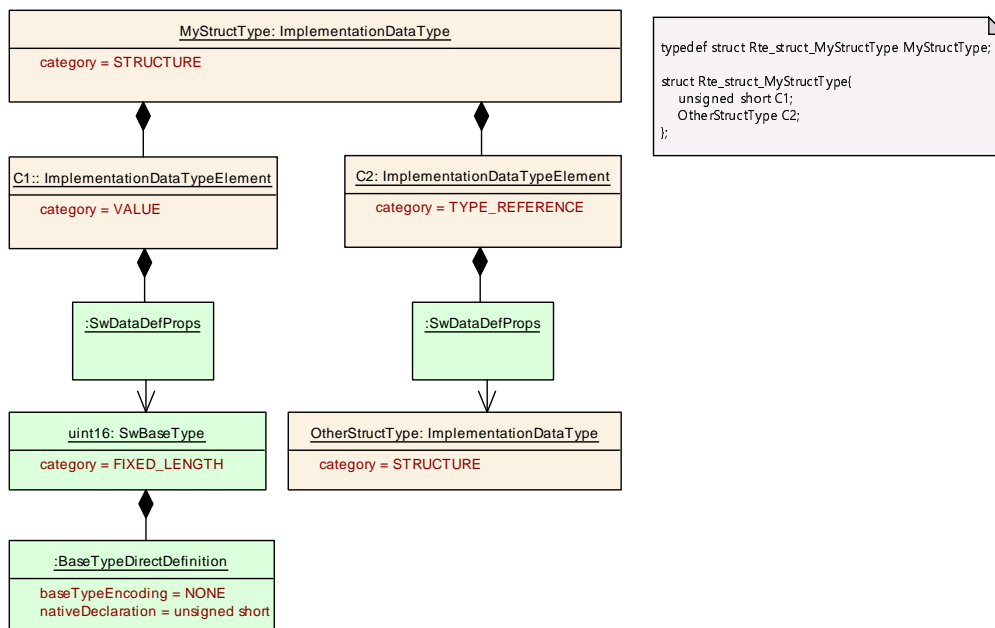 MyStructType: ImplementationDataType
category = STRUCTURE
typedef struct Rte_struct_MyStructType MyStructType;
struct Rte_struct_MyStructType{
unsigned short C1;
OtherStructType C2;
};
C1:: ImplementationDataTypeElement
category = VALUE
C2: ImplementationDataTypeElement
category = TYPE_REFERENCE
:SwDataDefProps
:SwDataDefProps
uint16: SwBaseType
category = FIXED_LENGTH
OtherStructType: ImplementationDataType
category = STRUCTURE
:BaseTypeDirectDefinition
baseTypeEncoding = NONE
nativeDeclaration = unsigned short